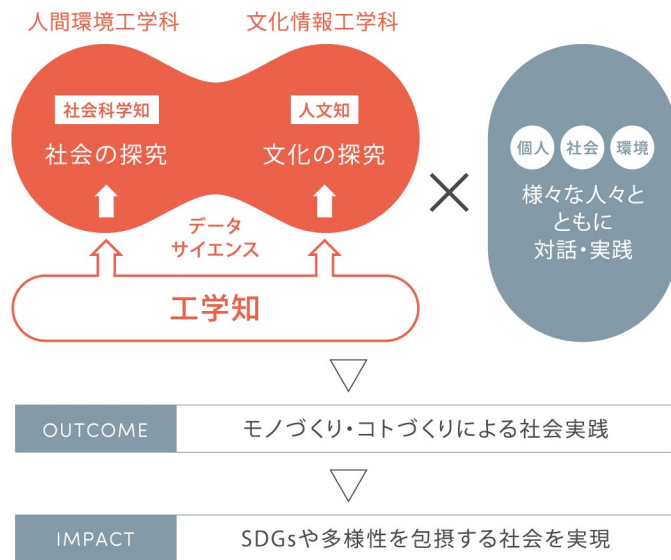 人間環境工学科
文化情報工学科
社会科学知
人文知
社会の探究
文化の探究
データ
サイエンス
工学知
×
個人 社会 環境
様々な人々と
ともに
対話・実践
OUTCOME
モノづくり・コトづくりによる社会実践
IMPACT
SDGsや多様性を包摂する社会を実現